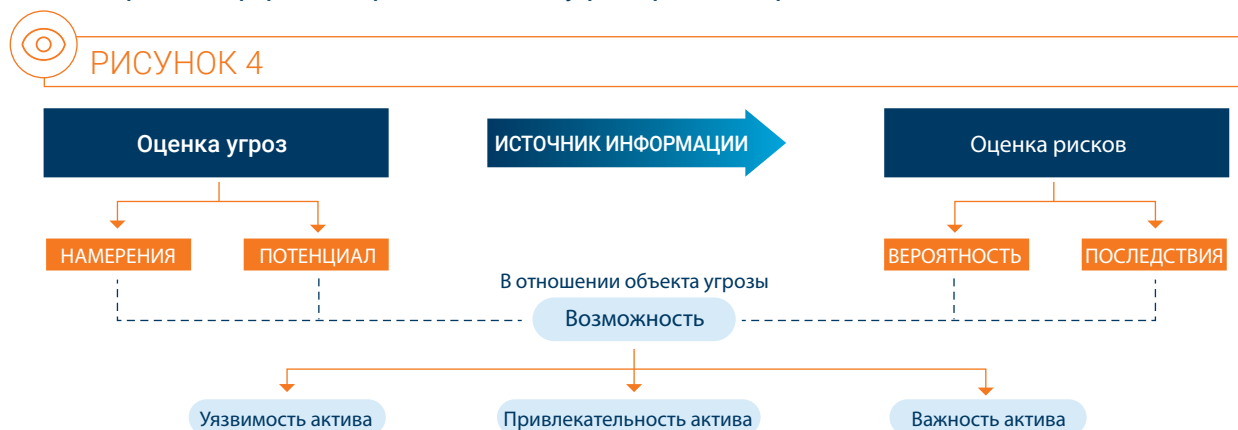 РИСУНОК 4
Оценка угроз
ИСТОЧНИК ИНФОРМАЦИИ
Оценка рисков
НАМЕРЕНИЯ
ПОТЕНЦИАЛ
ВЕРОЯТНОСТЬ
ПОСЛЕДСТВИЯ
В отношении объекта угрозы
Возможность
Уязвимость актива
Привлекательность актива
Важность актива